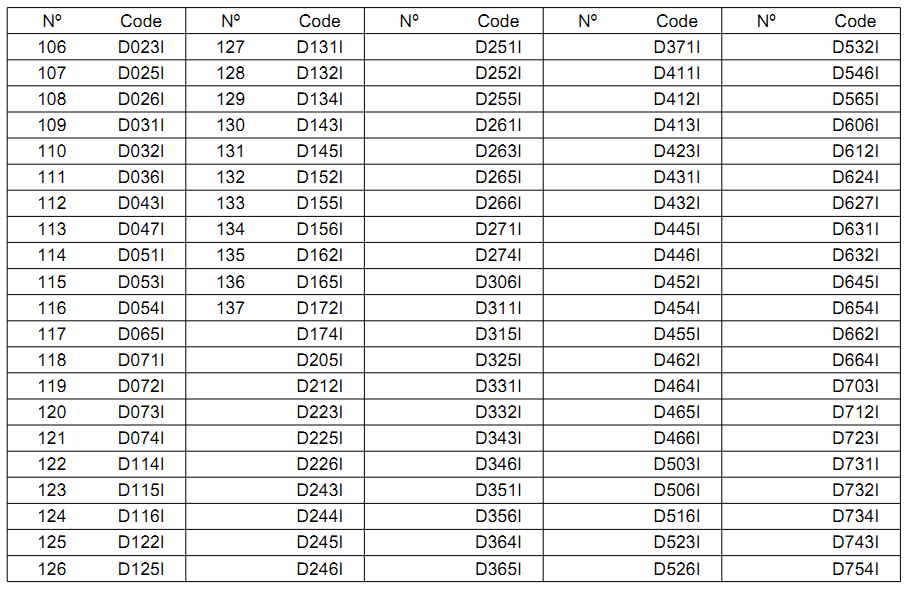 Nº Code Nº Code Nº Code Nº Code Nº Code
106 D023I 127 D131I D251I D371I D532I
107 D025I 128 D132I D252I D411I D546I
108 D026I 129 D134I D255I D412I D565I
109 D031I 130 D143I D261I D413I D606I
110 D032I 131 D145I D263I D423I D612I
111 D036I 132 D152I D265I D431I D624I
112 D043I 133 D155I D266I D432I D627I
113 D047I 134 D156I D271I D445I D631I
114 D051I 135 D162I D274I D446I D632I
115 D053I 136 D165I D306I D452I D645I
116 D054I 137 D172I D311I D454I D654I
117 D065I D174I D315I D455I D662I
118 D071I D205I D325I D462I D664I
119 D072I D212I D331I D464I D703I
120 D073I D223I D332I D465I D712I
121 D074I D225I D343I D466I D723I
122 D114I D226I D346I D503I D731I
123 D115I D243I D351I D506I D732I
124 D116I D244I D356I D516I D734I
125 D122I D245I D364I D523I D743I
126 D125I D246I D365I D526I D754I